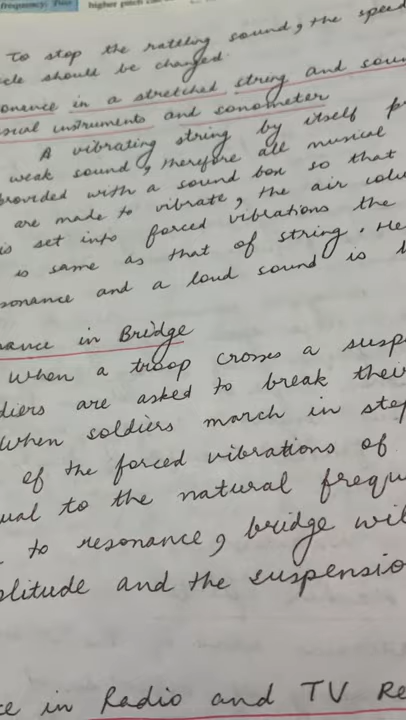 frequency: Thin
higher pitch
To stop the rattling sound, the speed
cle should be changed.
onance in a stretched string and sou
sical instruments and sonometer
A vibrating string by itself p
weak sound, therefore all musical
provided with a sound box so that
are made to vibrate, the air colu
is set into forced vibrations the
is same as that of string. He
sonance and a loud sound is
nance in Bridge
When a troop crosses a susp
diers are asked to break their
When soldiers march in step
of the forced vibrations of
ual to the natural frequ
to resonance, bridge wil
plitude and the suspensio
ce in Radio and TV Re